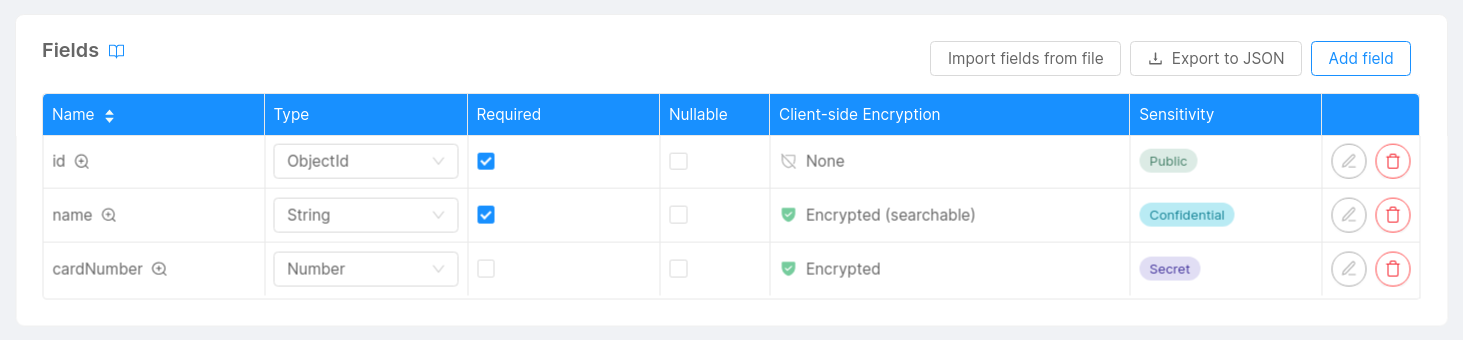 Fields
Import fields from file Export to JSON Add field
Name Type Required Nullable Client-side Encryption Sensitivity
id ObjectId None Public
name String Encrypted (searchable) Confidential
cardNumber Number Encrypted Secret